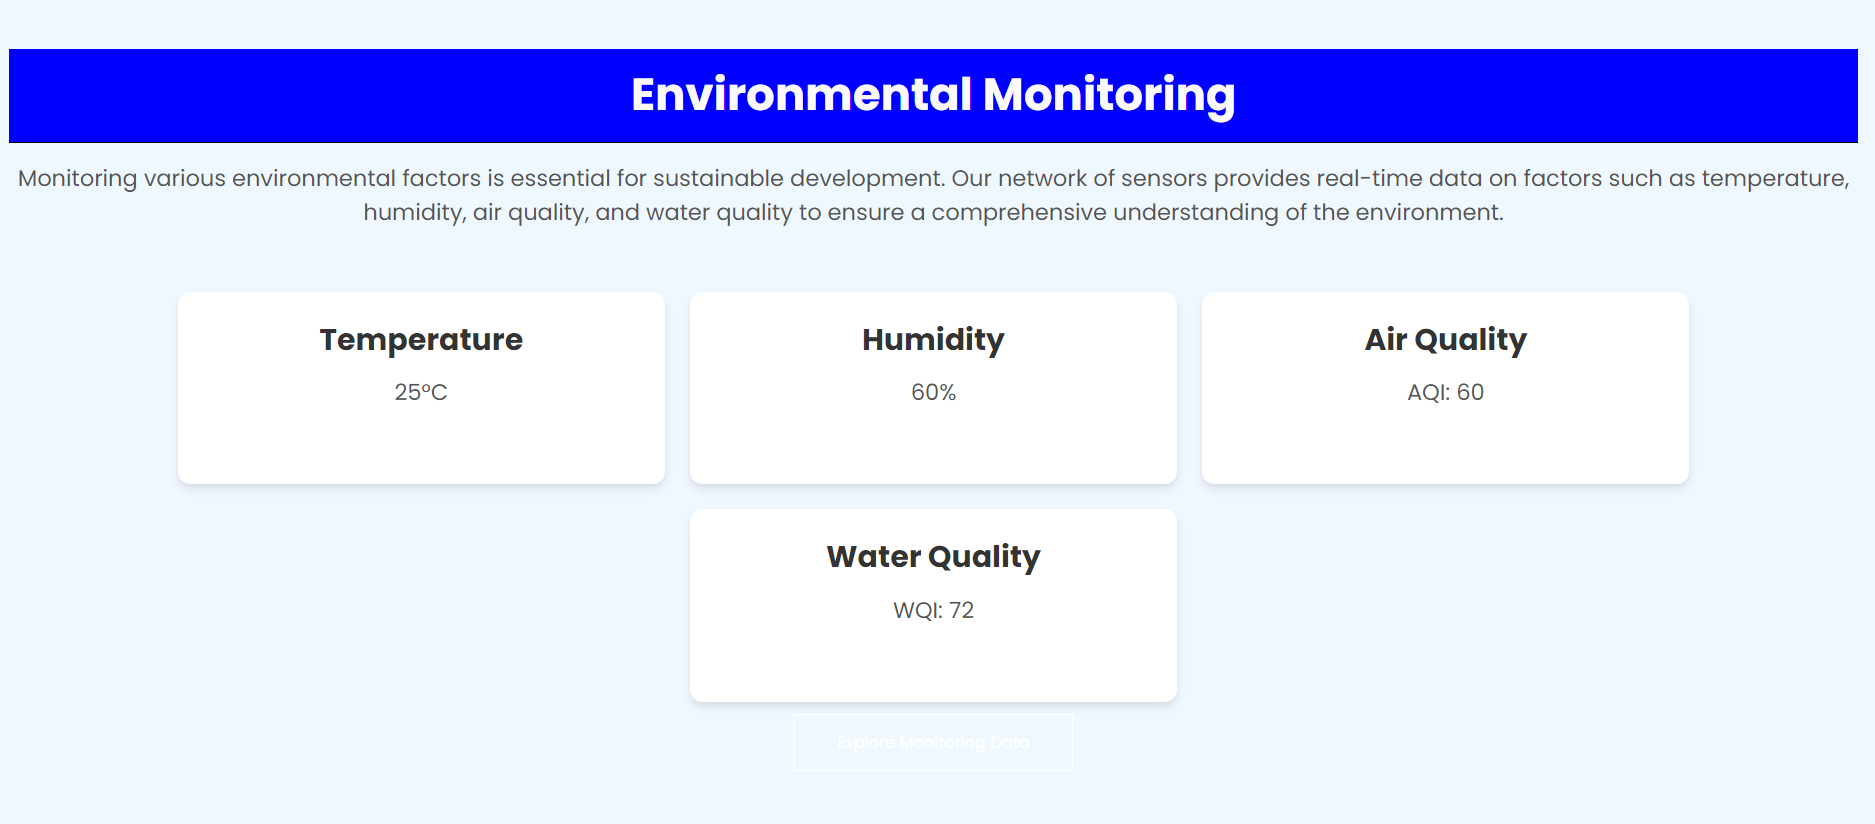 Environmental Monitoring
Monitoring various environmental factors is essential for sustainable development. Our network of sensors provides real-time data on factors such as temperature,
humidity, air quality, and water quality to ensure a comprehensive understanding of the environment.
Temperature
25°C
Humidity
60%
Air Quality
AQI: 60
Water Quality
WQI: 72
Explore Monitoring Data